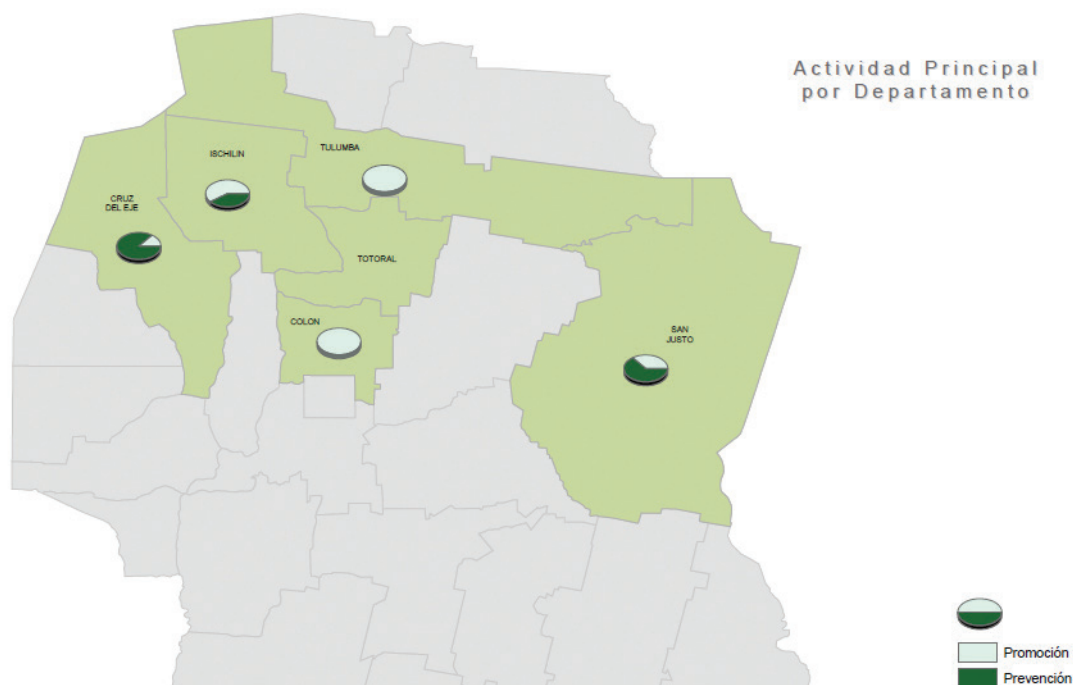 Actividad Principal
por Departamento
ISCHILIN
TULUMBA
CRUZ
DEL EJE
TOTORAL
COLON
SAN
JUSTO
Promoción
Prevención